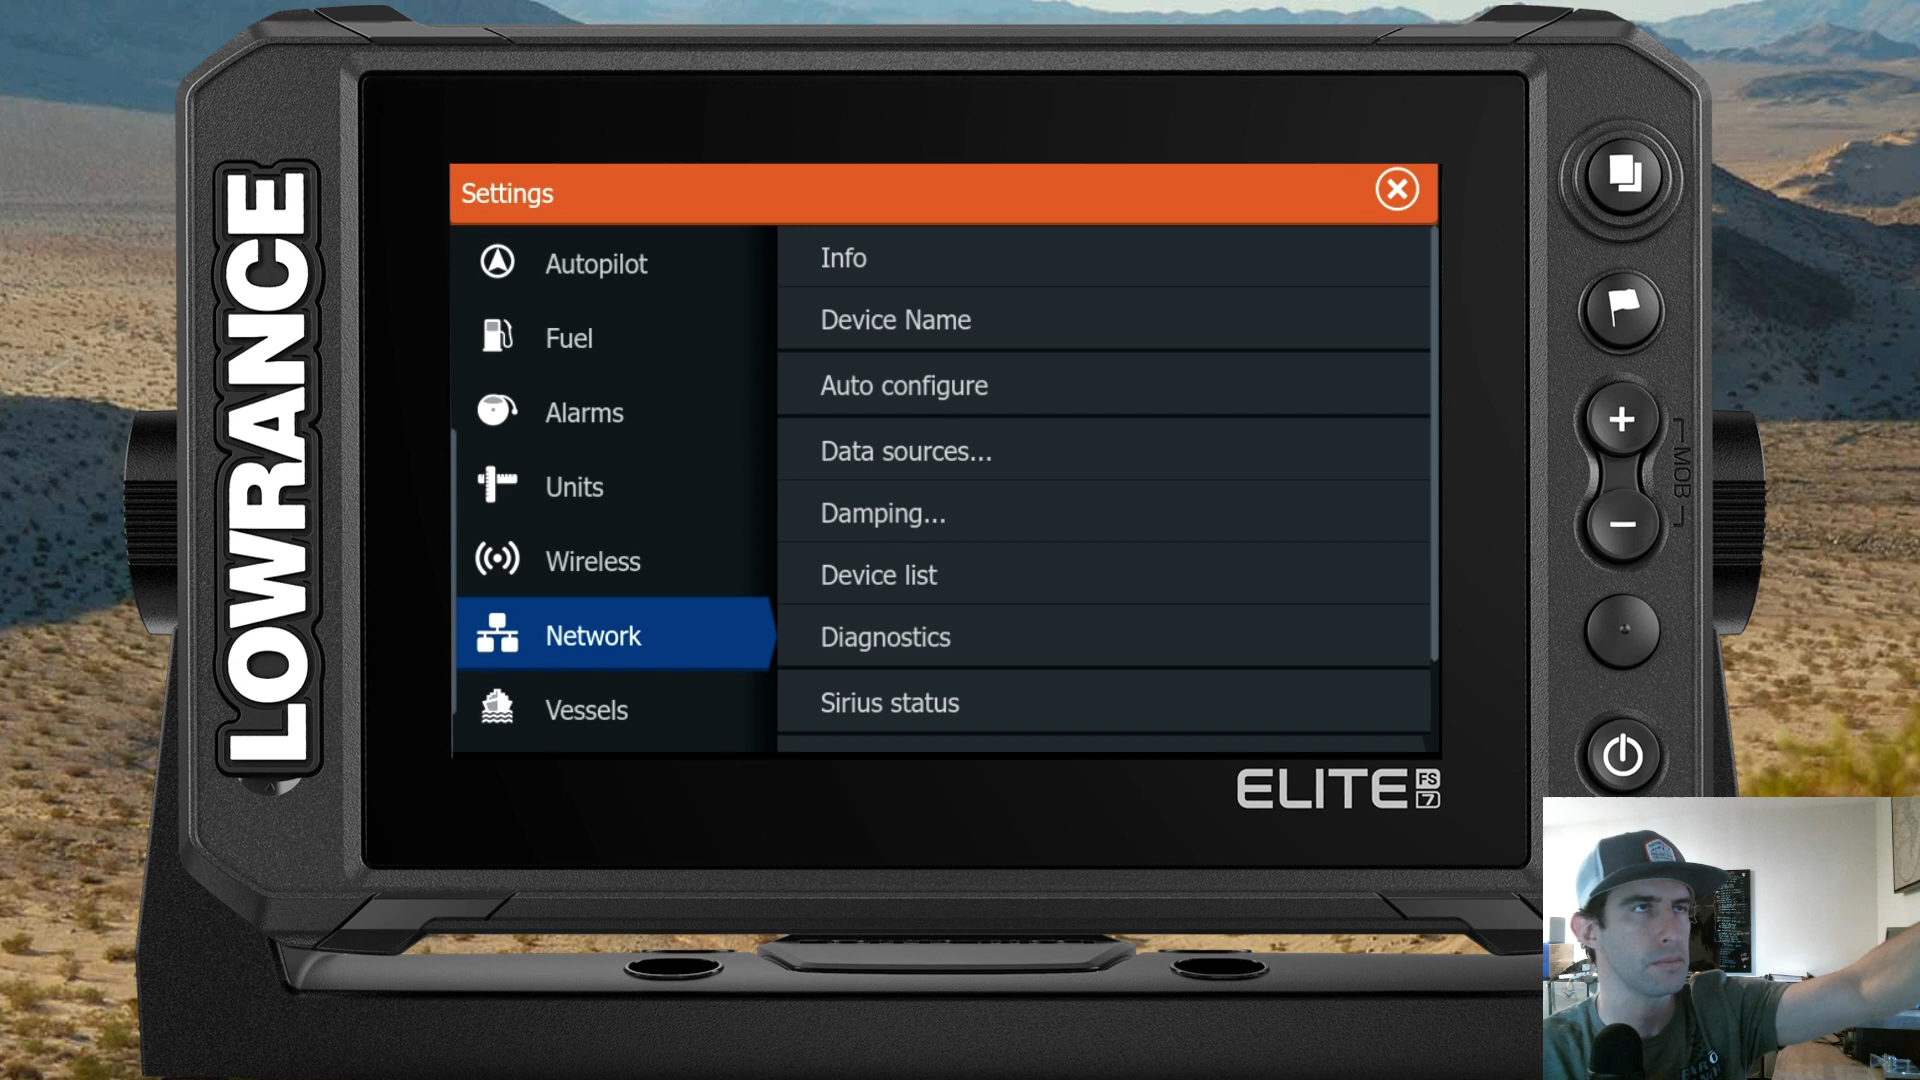 LOWRANCE
Settings
Autopilot
Fuel
Alarms
Units
Wireless
Network
Vessels
Info
Device Name
Auto configure
Data sources...
Damping...
Device list
Diagnostics
Sirius status
MOB
ELITE FS 7